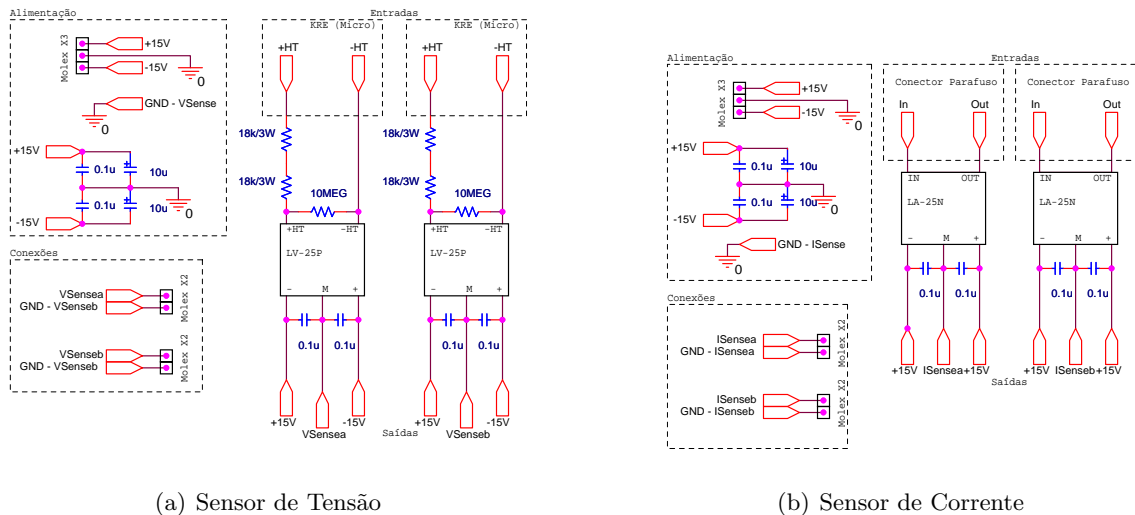 Alimentação
Molex X3
+15V
-15V
0
GND - VSense
0
+15V
0.1u
10u
0.1u
10u
0
-15V
Conexões
VSensea
GND - VSenseb
Molex X2
VSenseb
GND - VSenseb
Molex X2
Entradas
KRE (Micro)
KRE (Micro)
+HT
-HT
+HT
-HT
18k/3W
18k/3W
18k/3W
18k/3W
10MEG
10MEG
+HT
-HT
+HT
-HT
LV-25P
LV-25P
-
M
+
-
M
+
0.1u
0.1u
0.1u
0.1u
+15V
-15V
+15V
-15V
VSensea
Saídas
VSenseb
(a) Sensor de Tensão
Alimentação
Molex X3
+15V
-15V
0
+15V
0.1u
10u
0.1u
10u
0
-15V
GND - ISense
0
Conexões
ISensea
GND - ISensea
Molex X2
ISenseb
GND - ISenseb
Molex X2
Entradas
Conector Parafuso
Conector Parafuso
In
Out
In
Out
IN
OUT
IN
OUT
LA-25N
LA-25N
-
M
+
-
M
+
0.1u
0.1u
0.1u
0.1u
+15V
ISensea
+15V
+15V
ISenseb
+15V
Saídas
(b) Sensor de Corrente